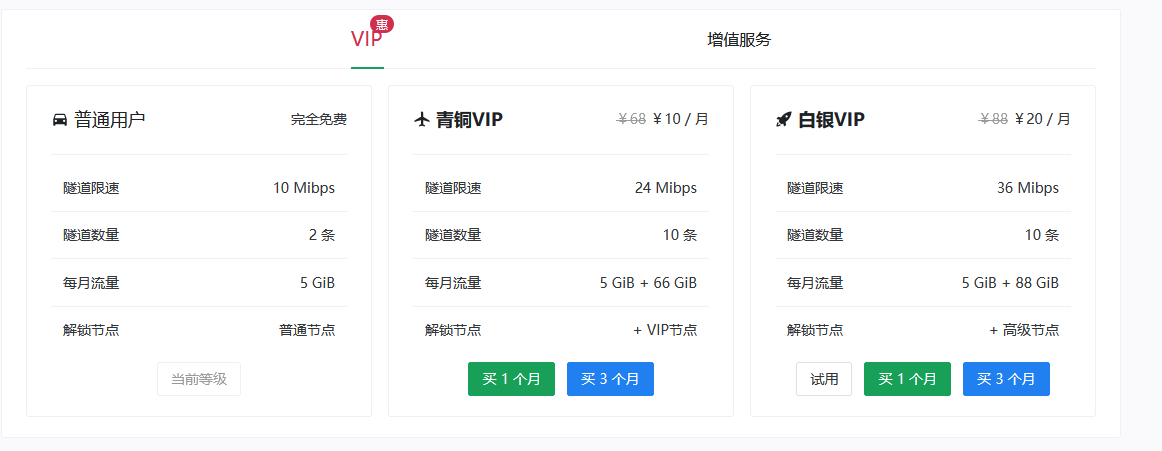 VIP 惠
增值服务
普通用户 完全免费
隧道限速 10 Mibps
隧道数量 2 条
每月流量 5 GiB
解锁节点 普通节点
当前等级
青铜VIP ￥68 ￥10 / 月
隧道限速 24 Mibps
隧道数量 10 条
每月流量 5 GiB + 66 GiB
解锁节点 + VIP节点
买 1 个月 买 3 个月
白银VIP ￥88 ￥20 / 月
隧道限速 36 Mibps
隧道数量 10 条
每月流量 5 GiB + 88 GiB
解锁节点 + 高级节点
试用 买 1 个月 买 3 个月